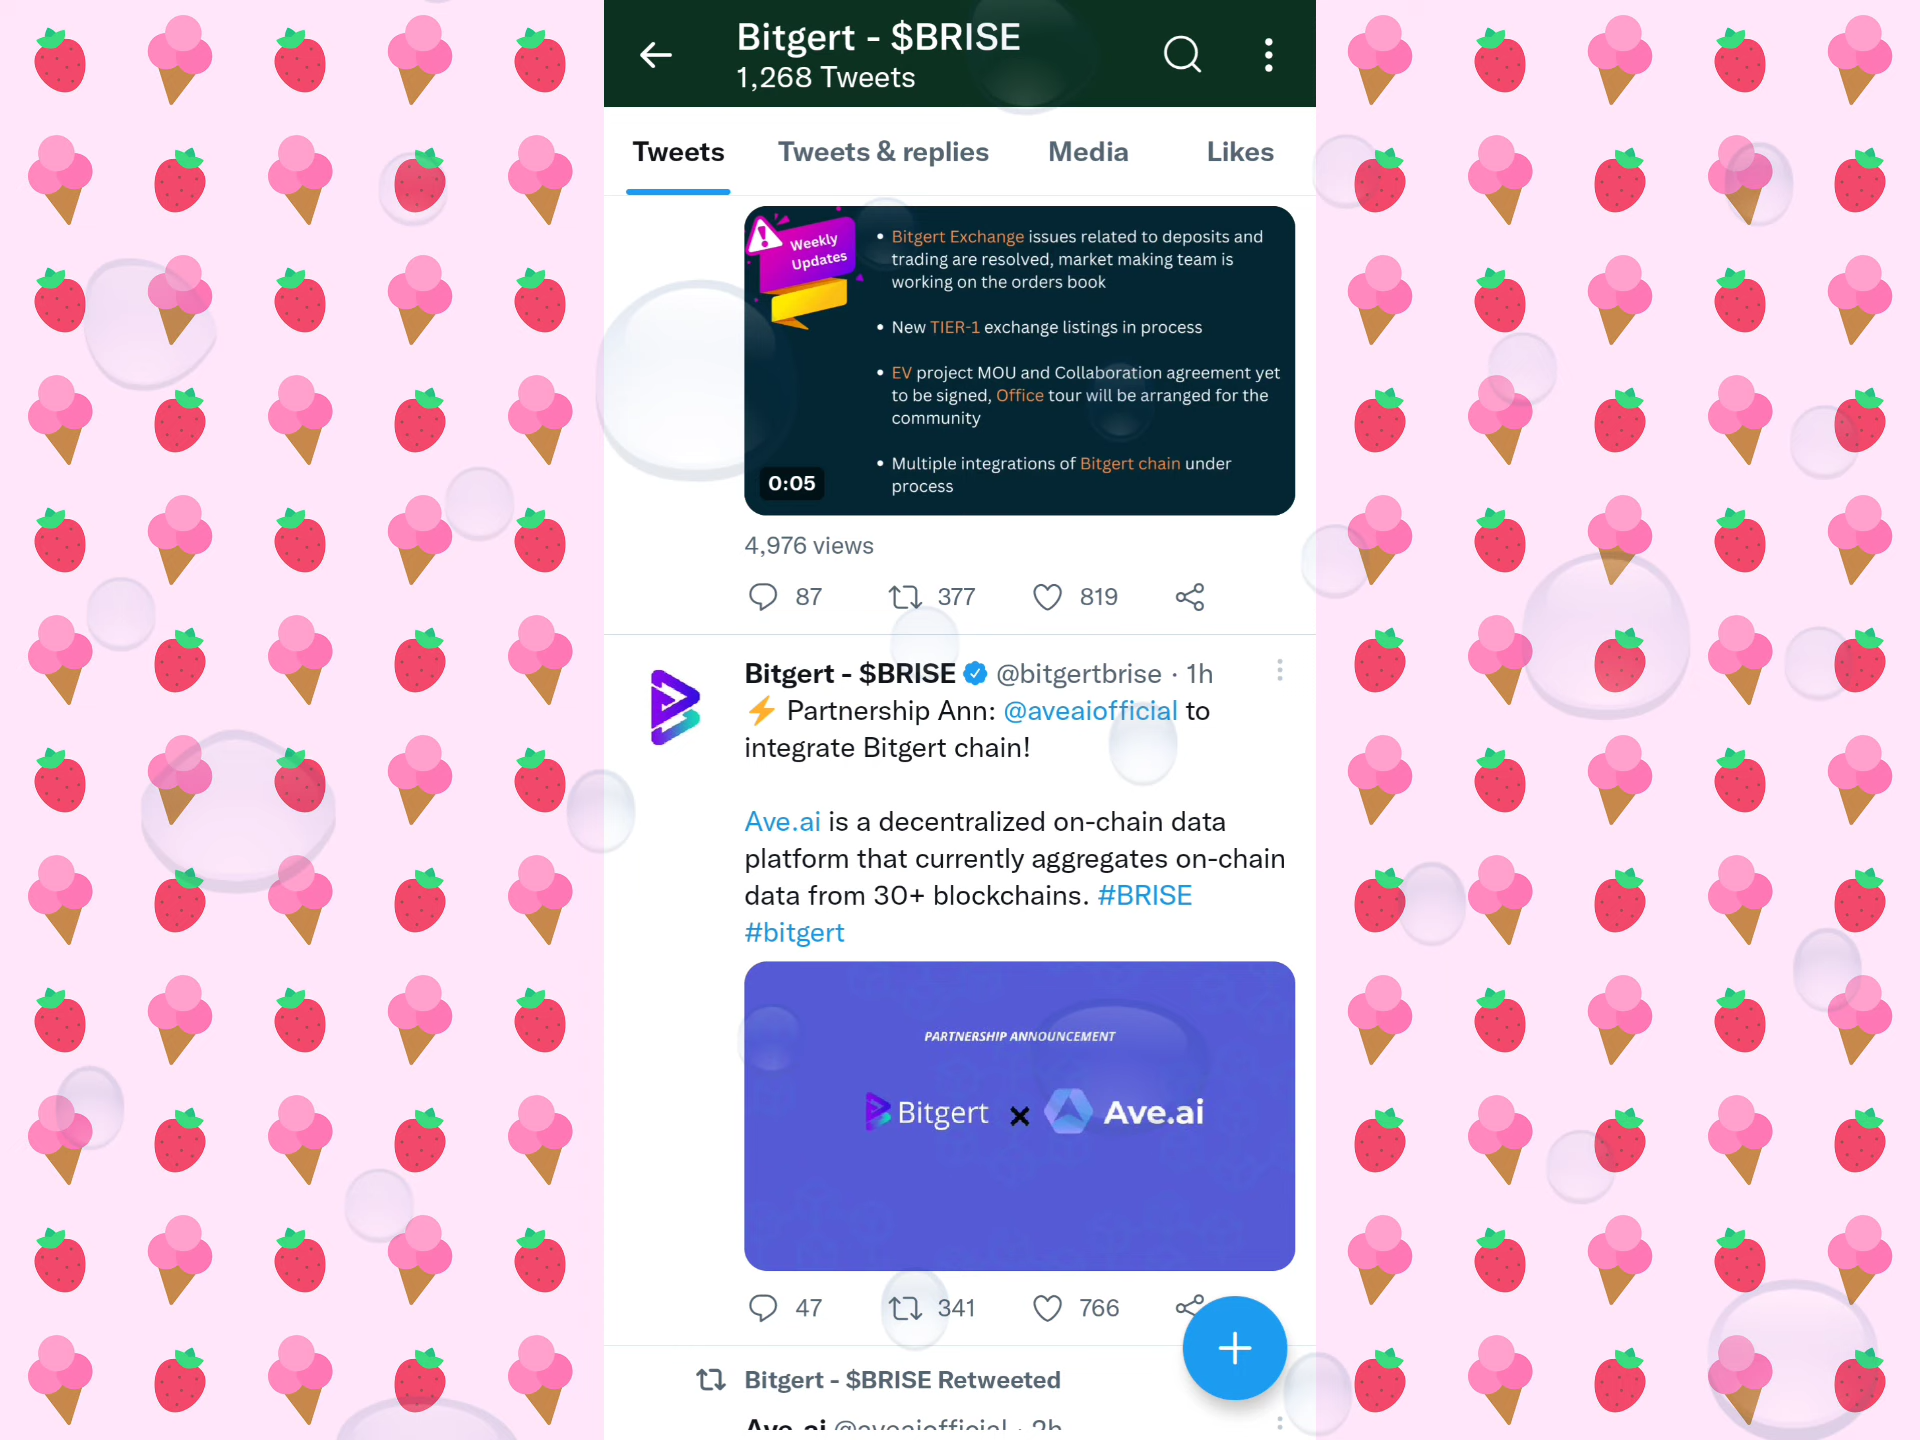 Bitgert - $BRISE
1,268 Tweets
Tweets
Tweets & replies
Media
Likes
Weekly
Updates
• Bitgert Exchange issues related to deposits and
trading are resolved, market making team is
working on the orders book
• New TIER-1 exchange listings in process
• EV project MOU and Collaboration agreement yet
to be signed, Office tour will be arranged for the
community
• Multiple integrations of Bitgert chain under
process
0:05
4,976 views
87
377
819
Bitgert - $BRISE @bitgertbrise · 1h
⚡ Partnership Ann: @aveaiofficial to
integrate Bitgert chain!
Ave.ai is a decentralized on-chain data
platform that currently aggregates on-chain
data from 30+ blockchains. #BRISE
#bitgert
PARTNERSHIP ANNOUNCEMENT
Bitgert × Ave.ai
47
341
766
Bitgert - $BRISE Retweeted
Ave.ai @aveaiofficial · 2h